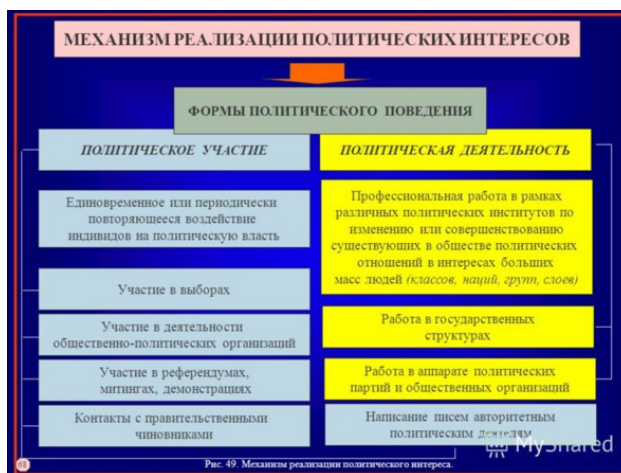 МЕХАНИЗМ РЕАЛИЗАЦИИ ПОЛИТИЧЕСКИХ ИНТЕРЕСОВ
ФОРМЫ ПОЛИТИЧЕСКОГО ПОВЕДЕНИЯ
ПОЛИТИЧЕСКОЕ УЧАСТИЕ
Единовременное или периодически
повторяющееся воздействие
индивидов на политическую власть
Участие в выборах
Участие в деятельности
общественно-политических организаций
Участие в референдумах,
митингах, демонстрациях
Контакты с правительственными
чиновниками
ПОЛИТИЧЕСКАЯ ДЕЯТЕЛЬНОСТЬ
Профессиональная работа в рамках
различных политических институтов по
изменению или совершенствованию
существующих в обществе политических
отношений в интересах больших
масс людей (классов, наций, групп, слоев)
Работа в государственных
структурах
Работа в аппарате политических
партий и общественных организаций
Написание писем авторитетным
политическим деятелям
MyShared
68
Рис. 49. Механизм реализации политического интереса.